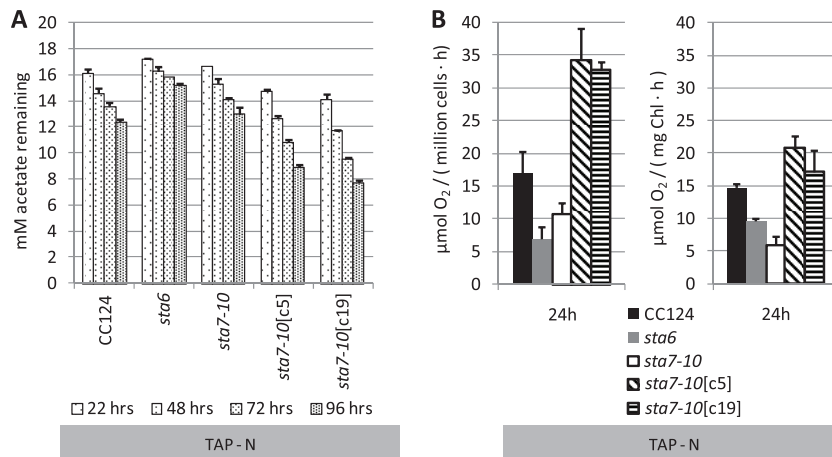 A
mM acetate remaining
20
18
16
14
12
10
8
6
4
2
0
CC124
sta6
sta7-10
sta7-10[c5]
sta7-10[c19]
22 hrs 48 hrs 72 hrs 96 hrs
TAP - N
B
µmol O2 / ( million cells · h)
40
35
30
25
20
15
10
5
0
24h
µmol O2 / ( mg Chl · h )
40
35
30
25
20
15
10
5
0
24h
CC124
sta6
sta7-10
sta7-10[c5]
sta7-10[c19]
TAP - N